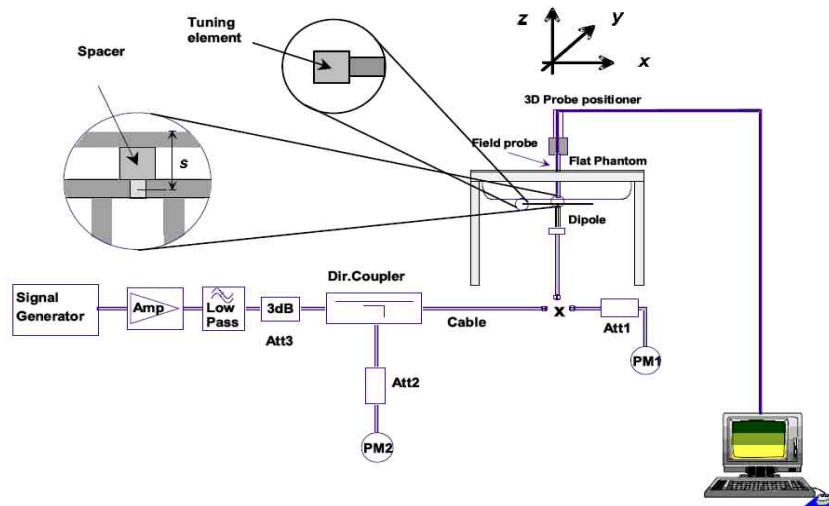 Tuning
element
Spacer
s
z
y
x
3D Probe positioner
Field probe
Flat Phantom
Dipole
Signal
Generator
Amp
Low
Pass
3dB
Att3
Dir.Coupler
Cable
x
Att1
PM1
Att2
PM2